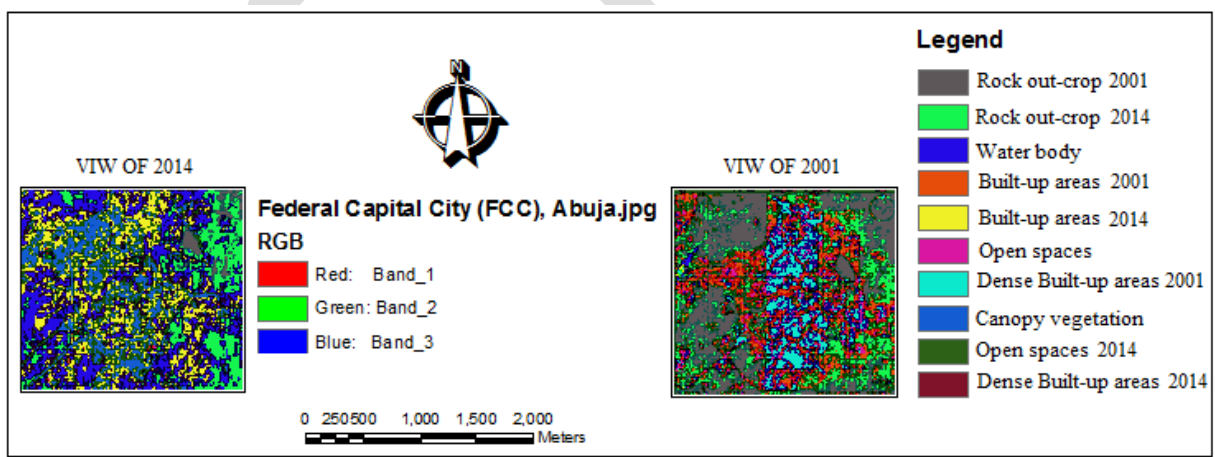 N
VIW OF 2014
Federal Capital City (FCC), Abuja.jpg
RGB
Red: Band_1
Green: Band_2
Blue: Band_3
0 250500 1,000 1,500 2,000
Meters
VIW OF 2001
Legend
Rock out-crop 2001
Rock out-crop 2014
Water body
Built-up areas 2001
Built-up areas 2014
Open spaces
Dense Built-up areas 2001
Canopy vegetation
Open spaces 2014
Dense Built-up areas 2014